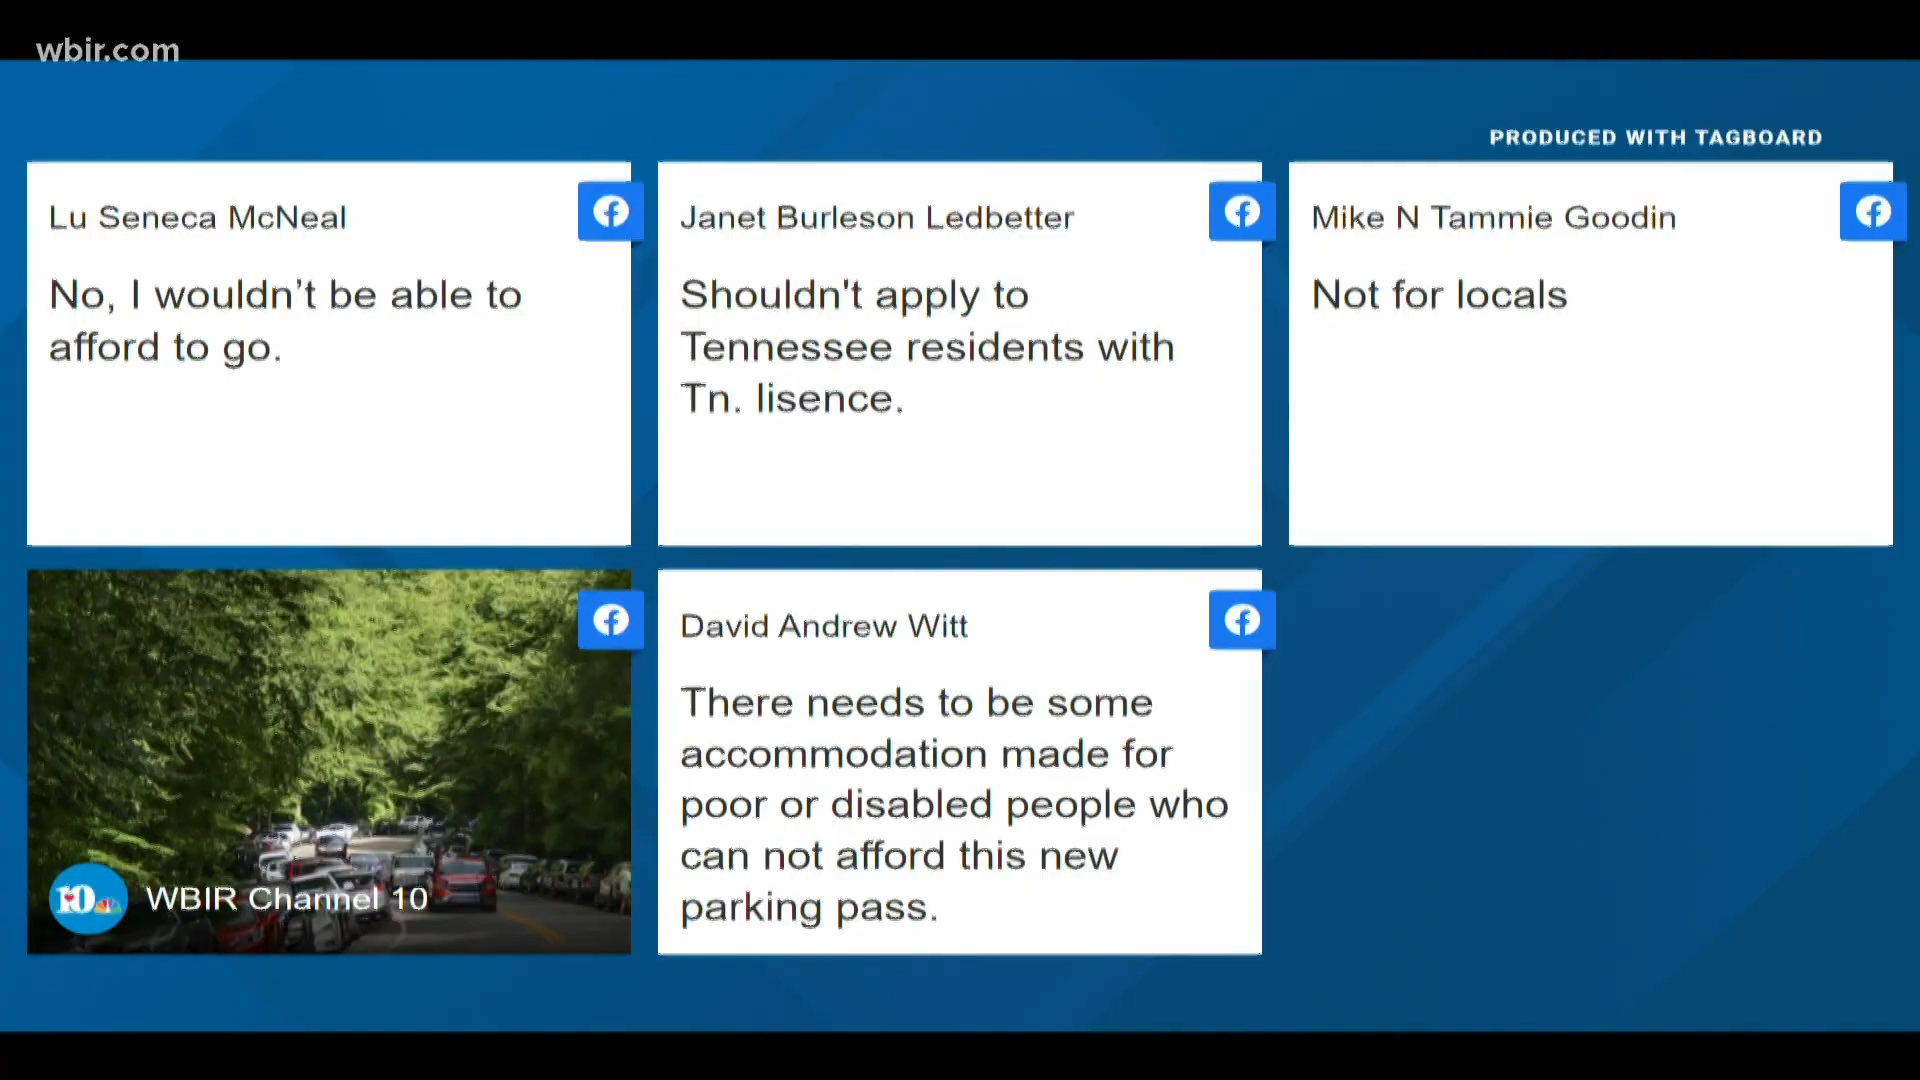 wbir.com
PRODUCED WITH TAGBOARD
Lu Seneca McNeal
No, I wouldn’t be able to
afford to go.
Janet Burleson Ledbetter
Shouldn't apply to
Tennessee residents with
Tn. lisence.
Mike N Tammie Goodin
Not for locals
10
WBIR Channel 10
David Andrew Witt
There needs to be some
accommodation made for
poor or disabled people who
can not afford this new
parking pass.